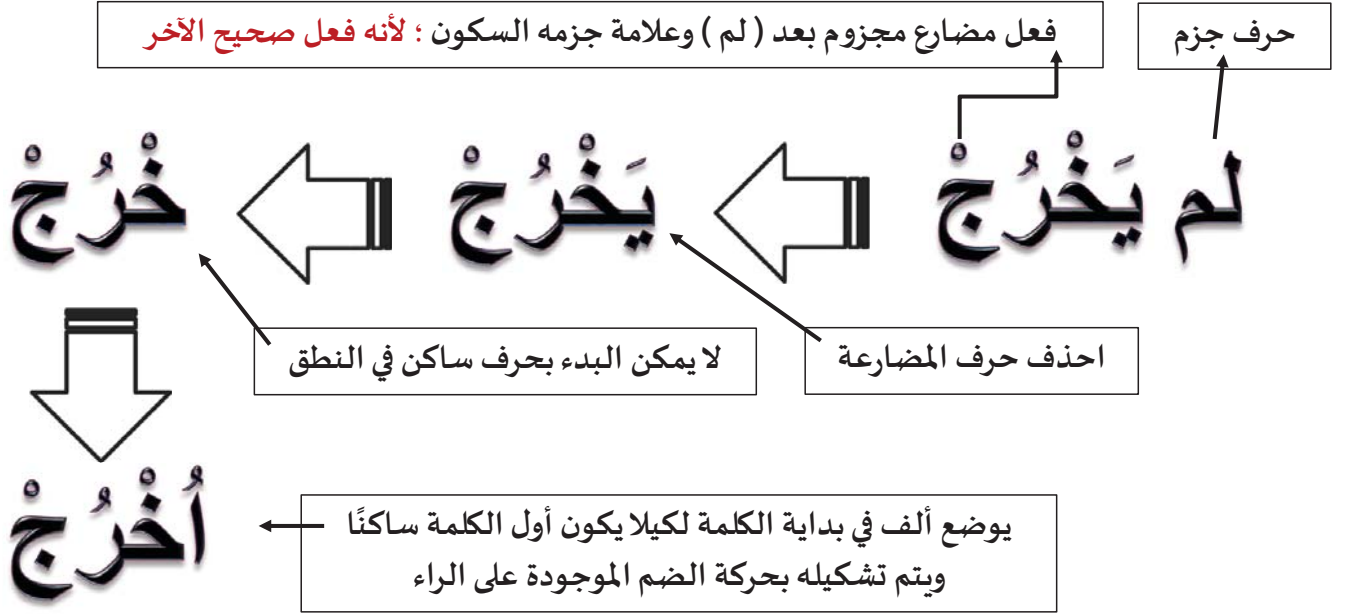 حرف جزم
فعل مضارع مجزوم بعد ( لم ) وعلامة جزمه السكون ؛ لأنه فعل صحيح الآخر
لم يَخْرُجْ
يَخْرُجْ
خْرُجْ
احذف حرف المضارعة
لا يمكن البدء بحرف ساكن في النطق
اُخْرُجْ
يوضع ألف في بداية الكلمة لكيلا يكون أول الكلمة ساكنًا
ويتم تشكيله بحركة الضم الموجودة على الراء